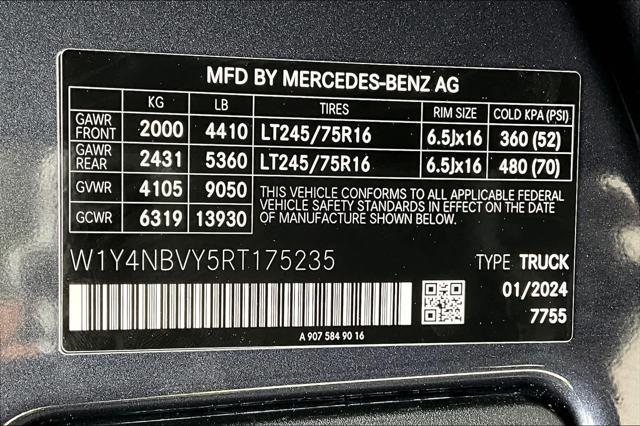 MFD BY MERCEDES-BENZ AG
KG LB TIRES RIM SIZE COLD KPA (PSI)
GAWR FRONT 2000 4410 LT245/75R16 6.5Jx16 360 (52)
GAWR REAR 2431 5360 LT245/75R16 6.5Jx16 480 (70)
GVWR 4105 9050
GCWR 6319 13930
THIS VEHICLE CONFORMS TO ALL APPLICABLE FEDERAL
VEHICLE SAFETY STANDARDS IN EFFECT ON THE DATE
OF MANUFACTURE SHOWN ABOVE.
W1Y4NBVY5RT175235 TYPE TRUCK
01/2024
7755
A 907 584 90 16